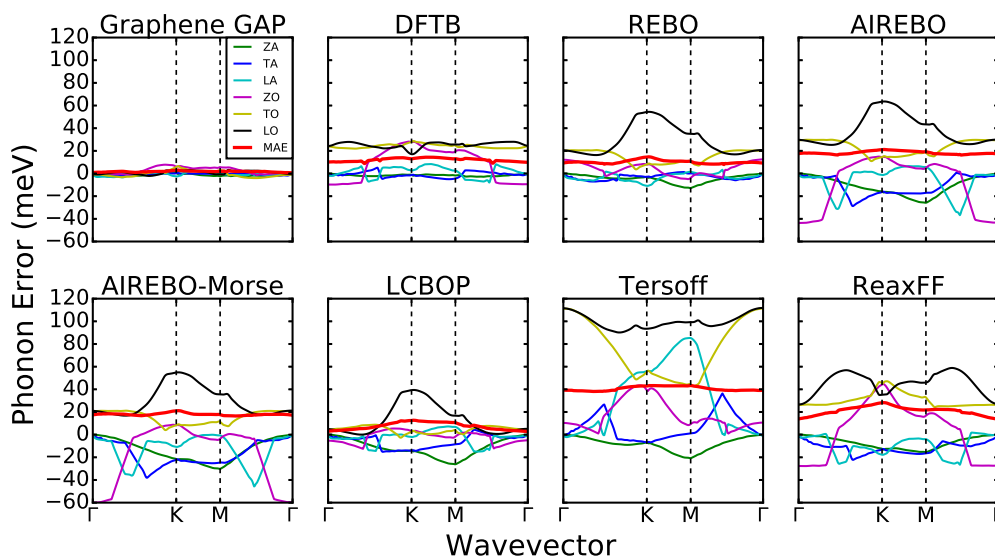 Graphene GAP DFTB REBO AIREBO
120
100
80
60
40
20
0
−20
−40
−60
ZA
TA
LA
ZO
TO
LO
MAE
Phonon Error (meV)
AIREBO-Morse LCBOP Tersoff ReaxFF
120
100
80
60
40
20
0
−20
−40
−60
Γ K M Γ Γ K M Γ Γ K M Γ Γ K M Γ
Wavevector